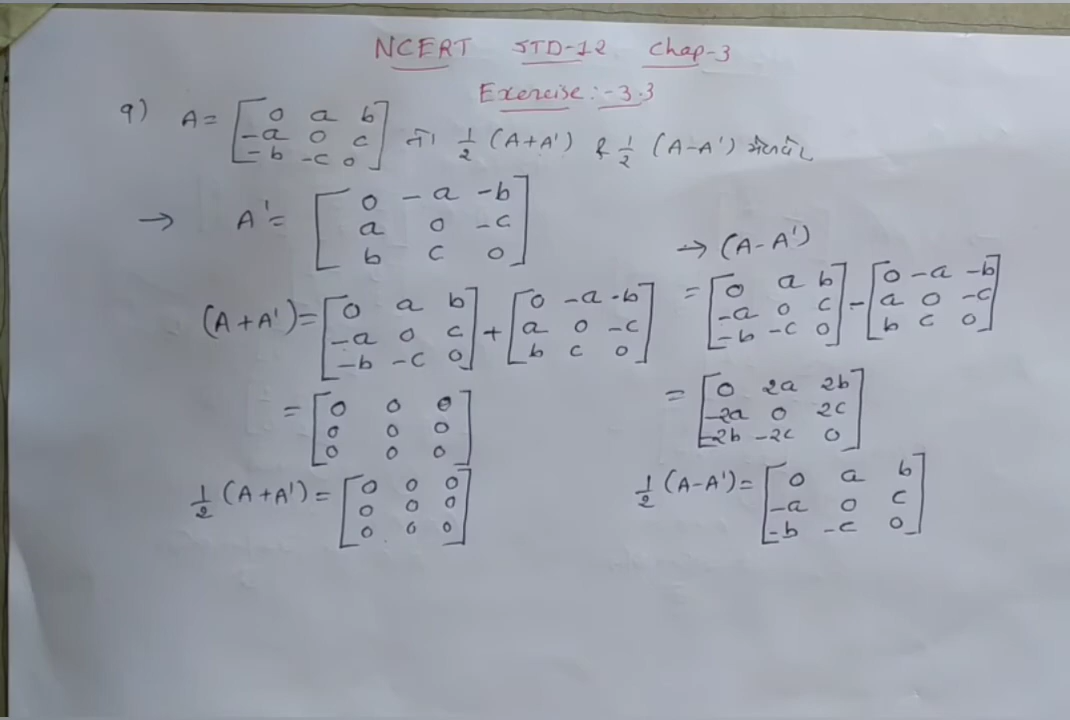 NCERT STD-12 Chap-3
Exercise :- 3.3
9) A = [0 a b
-a 0 c
-b -c 0] તો 1/2 (A+A') & 1/2 (A-A') મેળવો
→ A' = [0 -a -b
a 0 -c
b c 0]
(A+A') = [0 a b
-a 0 c
-b -c 0] + [0 -a -b
a 0 -c
b c 0]
= [0 0 0
0 0 0
0 0 0]
1/2 (A+A') = [0 0 0
0 0 0
0 0 0]
→ (A-A')
= [0 a b
-a 0 c
-b -c 0] - [0 -a -b
a 0 -c
b c 0]
= [0 2a 2b
-2a 0 2c
-2b -2c 0]
1/2 (A-A') = [0 a b
-a 0 c
-b -c 0]